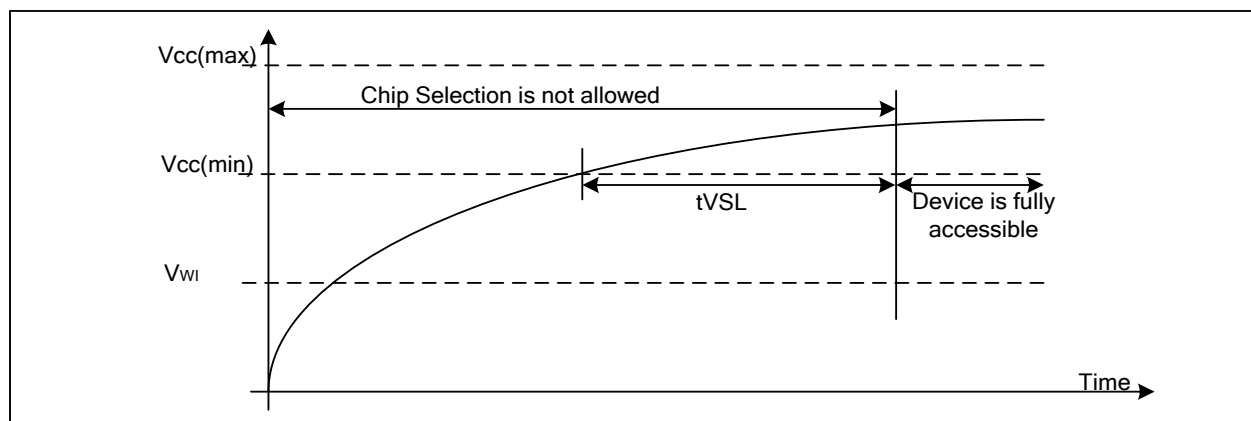 Vcc(max)
Chip Selection is not allowed
Vcc(min)
tVSL
Device is fully
accessible
VWI
Time